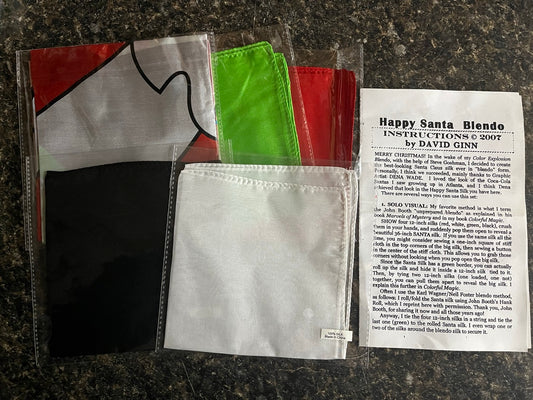 Happy Santa Blendo
INSTRUCTIONS © 2007
by DAVID GINN
MERRY CHRISTMAS! In the wake of my Color Explosion
Blendo, with the help of Steve Goshman, I decided to create
this best-looking Santa Claus silk ever in "blendo" form.
Personally, I think we succeeded, mainly thanks to Graphic
Artist DENA WADE. I loved the look of the Coca-Cola
Santas I saw growing up in Atlanta, and I think Dena
achieved that look in the Happy Santa Silk you have here.
There are several ways you can use this set:
1. SOLO VISUAL: My favorite method is what I term
the John Booth "unprepared Blendo" as explained in his
book Marvels of Mystery and in my book Colorful Magic.
SHOW four 12-inch silks (red, white, green, black), crush
them in your hands, and suddenly pop them open to reveal a
beautiful 36-inch SANTA silk. If you use the same silk all the
time, you might consider sewing a one-inch square of stiff
cloth in the top corners of the big silk, then sewing a button
in the center of the stiff cloth. This allows you to grab those
corners without looking when you pop open the big silk.
Since the Santa Silk has a green border, you can actually
roll up the silk and hide it inside a 12-inch silk tied to it.
Then, by tying two 12-inch silks (one loaded, one not)
together, you can pull them apart to reveal the big silk. I
explain this further in Colorful Magic.
Often I use the Karl Wagner/Neil Foster blendo method,
as follows: I roll/fold the Santa silk using John Booth's Hank
Roll, which I reprint here with permission. Thank you, John
Booth, for sharing it now and all those years ago!
Anyway, I tie the four 12-inch silks in a string and tie the
last one (green) to the rolled Santa silk. I even wrap one or
two of the silks around the blendo silk to secure it.
100% SILK
Made in China